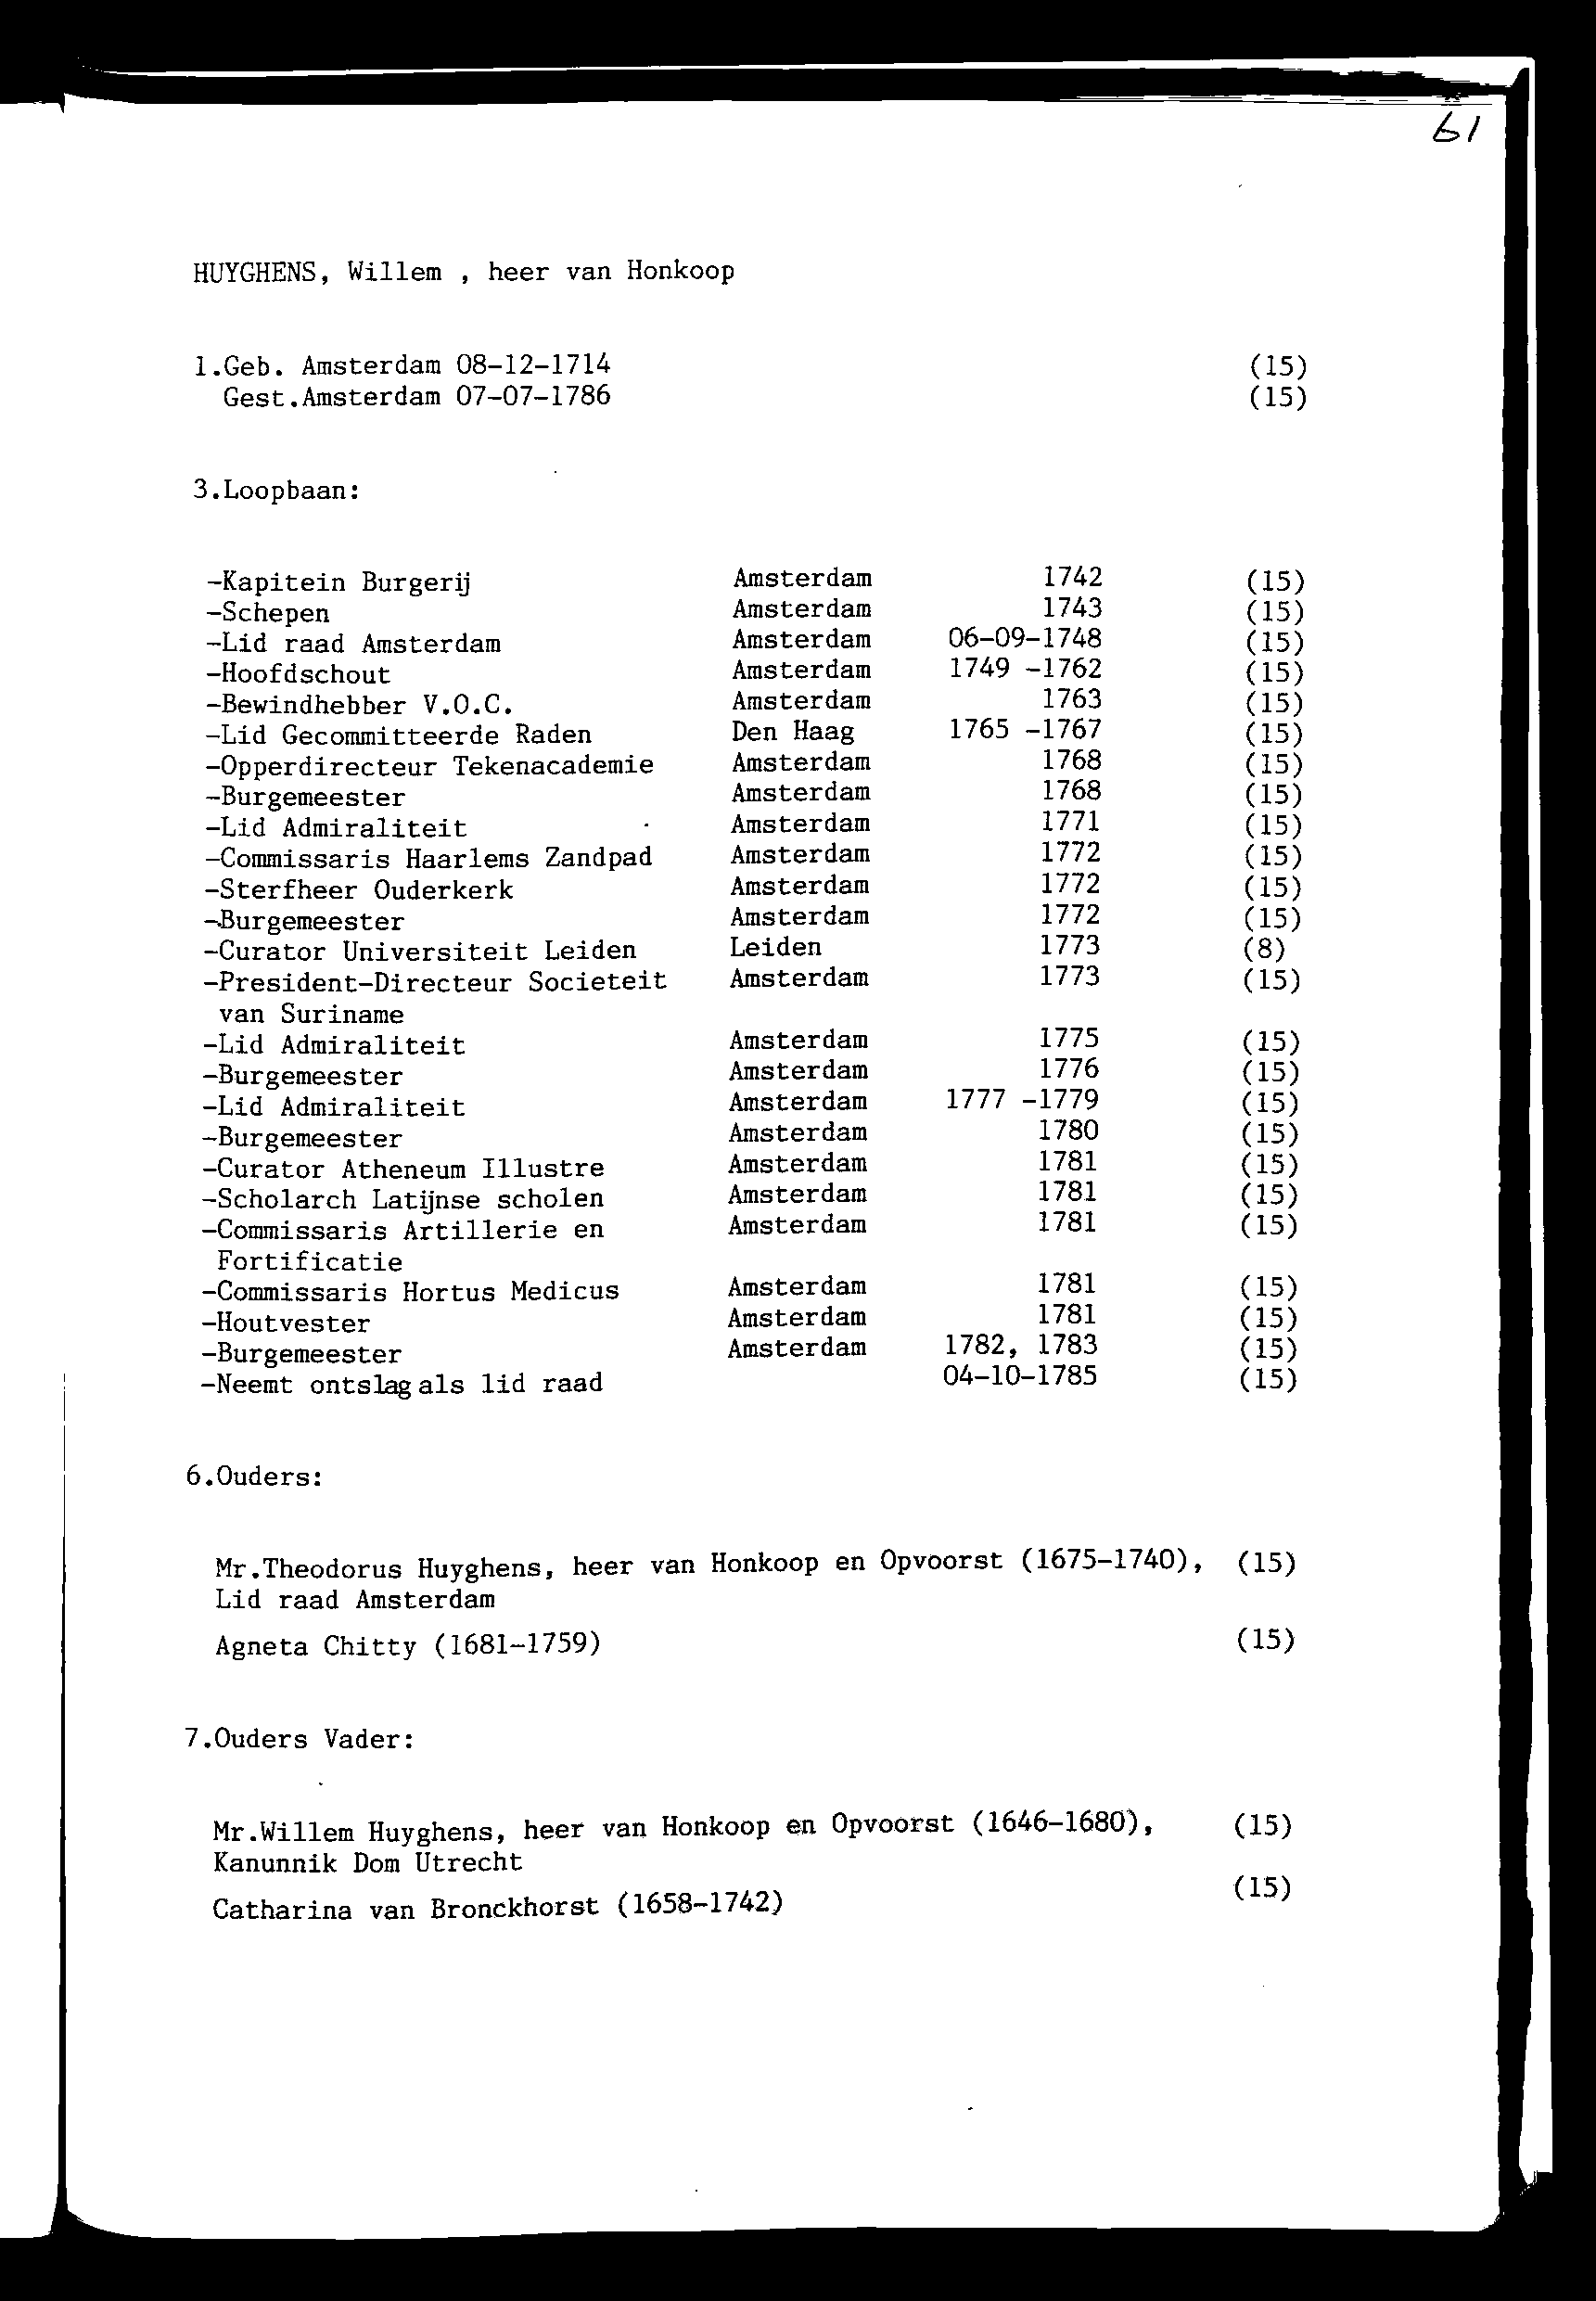 61
HUYGHENS, Willem , heer van Honkoop
1.Geb. Amsterdam 08-12-1714 (15)
Gest.Amsterdam 07-07-1786 (15)
3.Loopbaan:
-Kapitein Burgerij Amsterdam 1742 (15)
-Schepen Amsterdam 1743 (15)
-Lid raad Amsterdam Amsterdam 06-09-1748 (15)
-Hoofdschout Amsterdam 1749 -1762 (15)
-Bewindhebber V.O.C. Amsterdam 1763 (15)
-Lid Gecommitteerde Raden Den Haag 1765 -1767 (15)
-Opperdirecteur Tekenacademie Amsterdam 1768 (15)
-Burgemeester Amsterdam 1768 (15)
-Lid Admiraliteit Amsterdam 1771 (15)
-Commissaris Haarlems Zandpad Amsterdam 1772 (15)
-Sterfheer Ouderkerk Amsterdam 1772 (15)
-Burgemeester Amsterdam 1772 (15)
-Curator Universiteit Leiden Leiden 1773 (8)
-President-Directeur Societeit Amsterdam 1773 (15)
van Suriname
-Lid Admiraliteit Amsterdam 1775 (15)
-Burgemeester Amsterdam 1776 (15)
-Lid Admiraliteit Amsterdam 1777 -1779 (15)
-Burgemeester Amsterdam 1780 (15)
-Curator Atheneum Illustre Amsterdam 1781 (15)
-Scholarch Latijnse scholen Amsterdam 1781 (15)
-Commissaris Artillerie en Amsterdam 1781 (15)
Fortificatie
-Commissaris Hortus Medicus Amsterdam 1781 (15)
-Houtvester Amsterdam 1781 (15)
-Burgemeester Amsterdam 1782, 1783 (15)
-Neemt ontslag als lid raad 04-10-1785 (15)
6.Ouders:
Mr.Theodorus Huyghens, heer van Honkoop en Opvoorst (1675-1740), (15)
Lid raad Amsterdam
Agneta Chitty (1681-1759) (15)
7.Ouders Vader:
Mr.Willem Huyghens, heer van Honkoop en Opvoorst (1646-1680), (15)
Kanunnik Dom Utrecht
Catharina van Bronckhorst (1658-1742) (15)